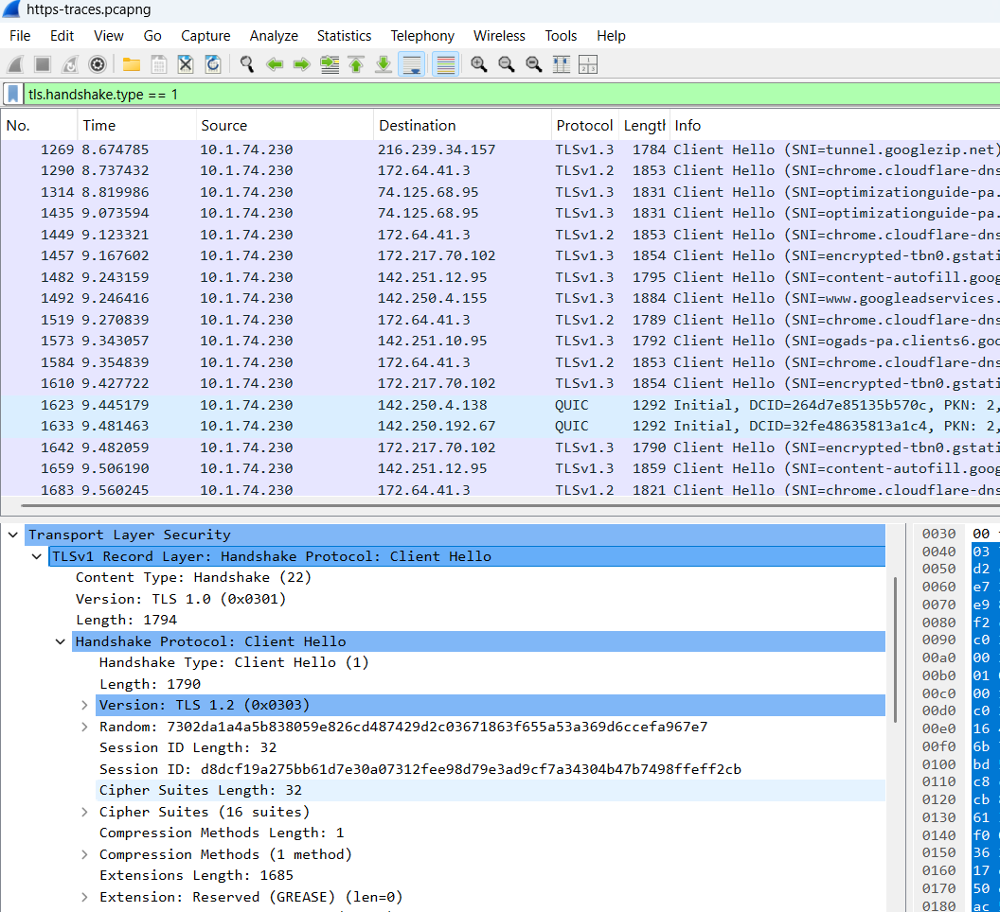 https-traces.pcapng
File Edit View Go Capture Analyze Statistics Telephony Wireless Tools Help
tls.handshake.type == 1
No. Time Source Destination Protocol Length Info
1269 8.674785 10.1.74.230 216.239.34.157 TLSv1.3 1784 Client Hello (SNI=tunnel.googlezip.net)
1290 8.737432 10.1.74.230 172.64.41.3 TLSv1.2 1853 Client Hello (SNI=chrome.cloudflare-dns
1314 8.819986 10.1.74.230 74.125.68.95 TLSv1.3 1831 Client Hello (SNI=optimizationguide-pa.
1435 9.073594 10.1.74.230 74.125.68.95 TLSv1.3 1831 Client Hello (SNI=optimizationguide-pa.
1449 9.123321 10.1.74.230 172.64.41.3 TLSv1.2 1853 Client Hello (SNI=chrome.cloudflare-dns
1457 9.167602 10.1.74.230 172.217.70.102 TLSv1.3 1854 Client Hello (SNI=encrypted-tbn0.gstati
1482 9.243159 10.1.74.230 142.251.12.95 TLSv1.3 1795 Client Hello (SNI=content-autofill.goog
1492 9.246416 10.1.74.230 142.250.4.155 TLSv1.3 1884 Client Hello (SNI=www.googleadservices.
1519 9.270839 10.1.74.230 172.64.41.3 TLSv1.2 1789 Client Hello (SNI=chrome.cloudflare-dns
1573 9.343057 10.1.74.230 142.251.10.95 TLSv1.3 1792 Client Hello (SNI=ogads-pa.clients6.goo
1584 9.354839 10.1.74.230 172.64.41.3 TLSv1.2 1853 Client Hello (SNI=chrome.cloudflare-dns
1610 9.427722 10.1.74.230 172.217.70.102 TLSv1.3 1854 Client Hello (SNI=encrypted-tbn0.gstati
1623 9.445179 10.1.74.230 142.250.4.138 QUIC 1292 Initial, DCID=264d7e85135b570c, PKN: 2,
1633 9.481463 10.1.74.230 142.250.192.67 QUIC 1292 Initial, DCID=32fe48635813a1c4, PKN: 2,
1642 9.482059 10.1.74.230 172.217.70.102 TLSv1.3 1790 Client Hello (SNI=encrypted-tbn0.gstati
1659 9.506190 10.1.74.230 142.251.12.95 TLSv1.3 1859 Client Hello (SNI=content-autofill.goog
1683 9.560245 10.1.74.230 172.64.41.3 TLSv1.2 1821 Client Hello (SNI=chrome.cloudflare-dns
Transport Layer Security
TLSv1 Record Layer: Handshake Protocol: Client Hello
Content Type: Handshake (22)
Version: TLS 1.0 (0x0301)
Length: 1794
Handshake Protocol: Client Hello
Handshake Type: Client Hello (1)
Length: 1790
Version: TLS 1.2 (0x0303)
Random: 7302da1a4a5b838059e826cd487429d2c03671863f655a53a369d6ccefa967e7
Session ID Length: 32
Session ID: d8dcf19a275bb61d7e30a07312fee98d79e3ad9cf7a34304b47b7498ffeff2cb
Cipher Suites Length: 32
Cipher Suites (16 suites)
Compression Methods Length: 1
Compression Methods (1 method)
Extensions Length: 1685
Extension: Reserved (GREASE) (len=0)
0030 00
0040 03
0050 d2
0060 e7
0070 e9
0080 f2
0090 c0
00a0 00
00b0 01
00c0 00
00d0 c0
00e0 16
00f0 6b
0100 bd
0110 c8
0120 cb
0130 61
0140 f0
0150 36
0160 17
0170 50
0180 ac